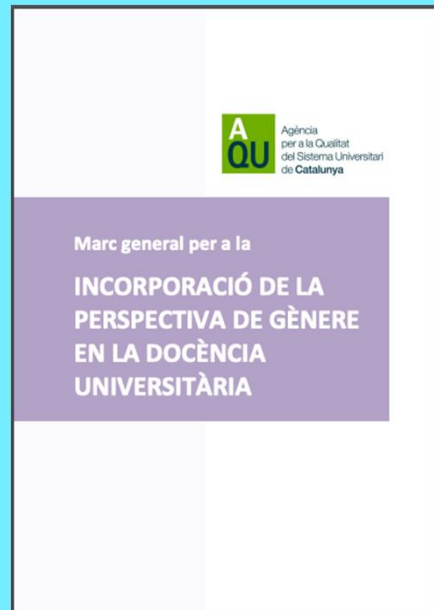 AQU
Agència
per a la Qualitat
del Sistema Universitari
de Catalunya
Marc general per a la
INCORPORACIÓ DE LA
PERSPECTIVA DE GÈNERE
EN LA DOCÈNCIA
UNIVERSITÀRIA